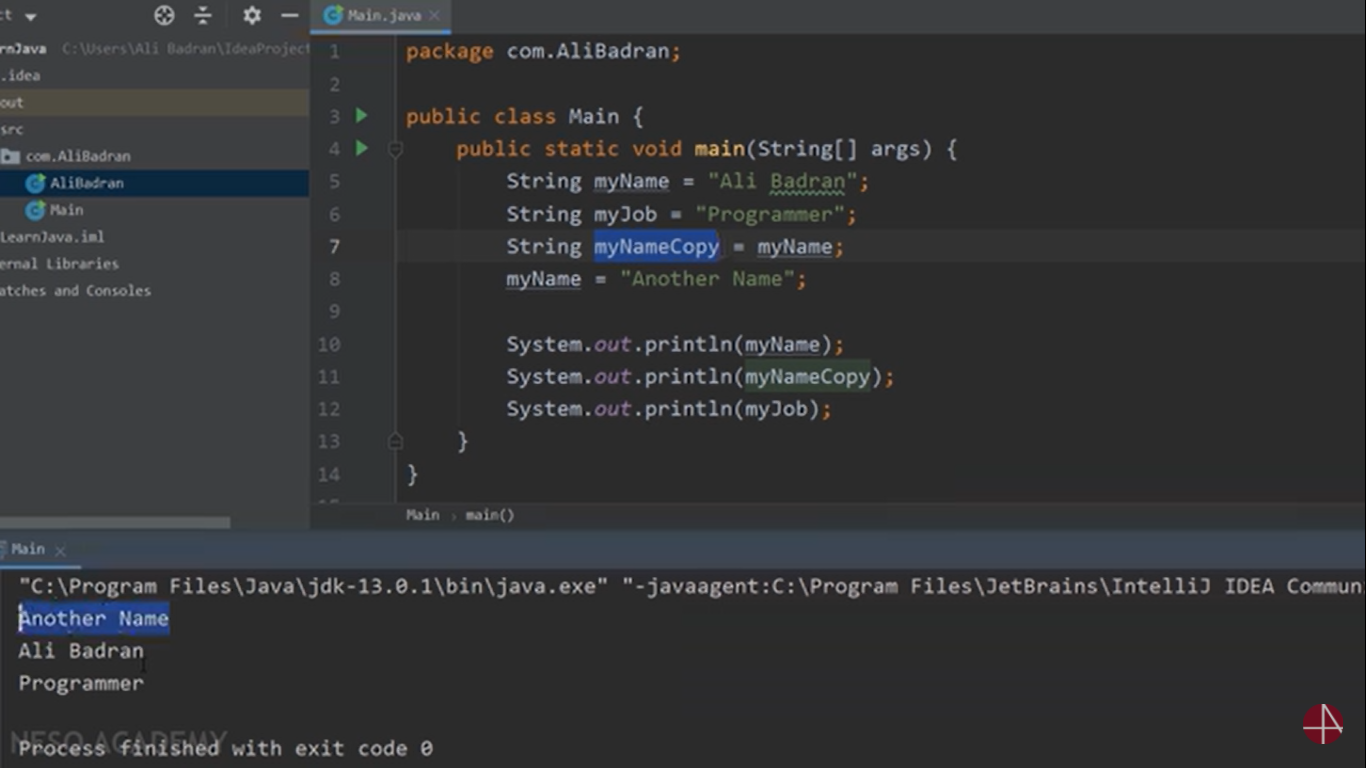 ct
Main.java
rnJava C:\Users\Ali Badran\IdeaProject
.idea
out
src
com.AliBadran
AliBadran
Main
LearnJava.iml
ernal Libraries
atches and Consoles
1 package com.AliBadran;
2
3 public class Main {
4 public static void main(String[] args) {
5 String myName = "Ali Badran";
6 String myJob = "Programmer";
7 String myNameCopy = myName;
8 myName = "Another Name";
9
10 System.out.println(myName);
11 System.out.println(myNameCopy);
12 System.out.println(myJob);
13 }
14 }
Main › main()
Main
"C:\Program Files\Java\jdk-13.0.1\bin\java.exe" "-javaagent:C:\Program Files\JetBrains\IntelliJ IDEA Commun
Another Name
Ali Badran
Programmer
NESO ACADEMY
Process finished with exit code 0